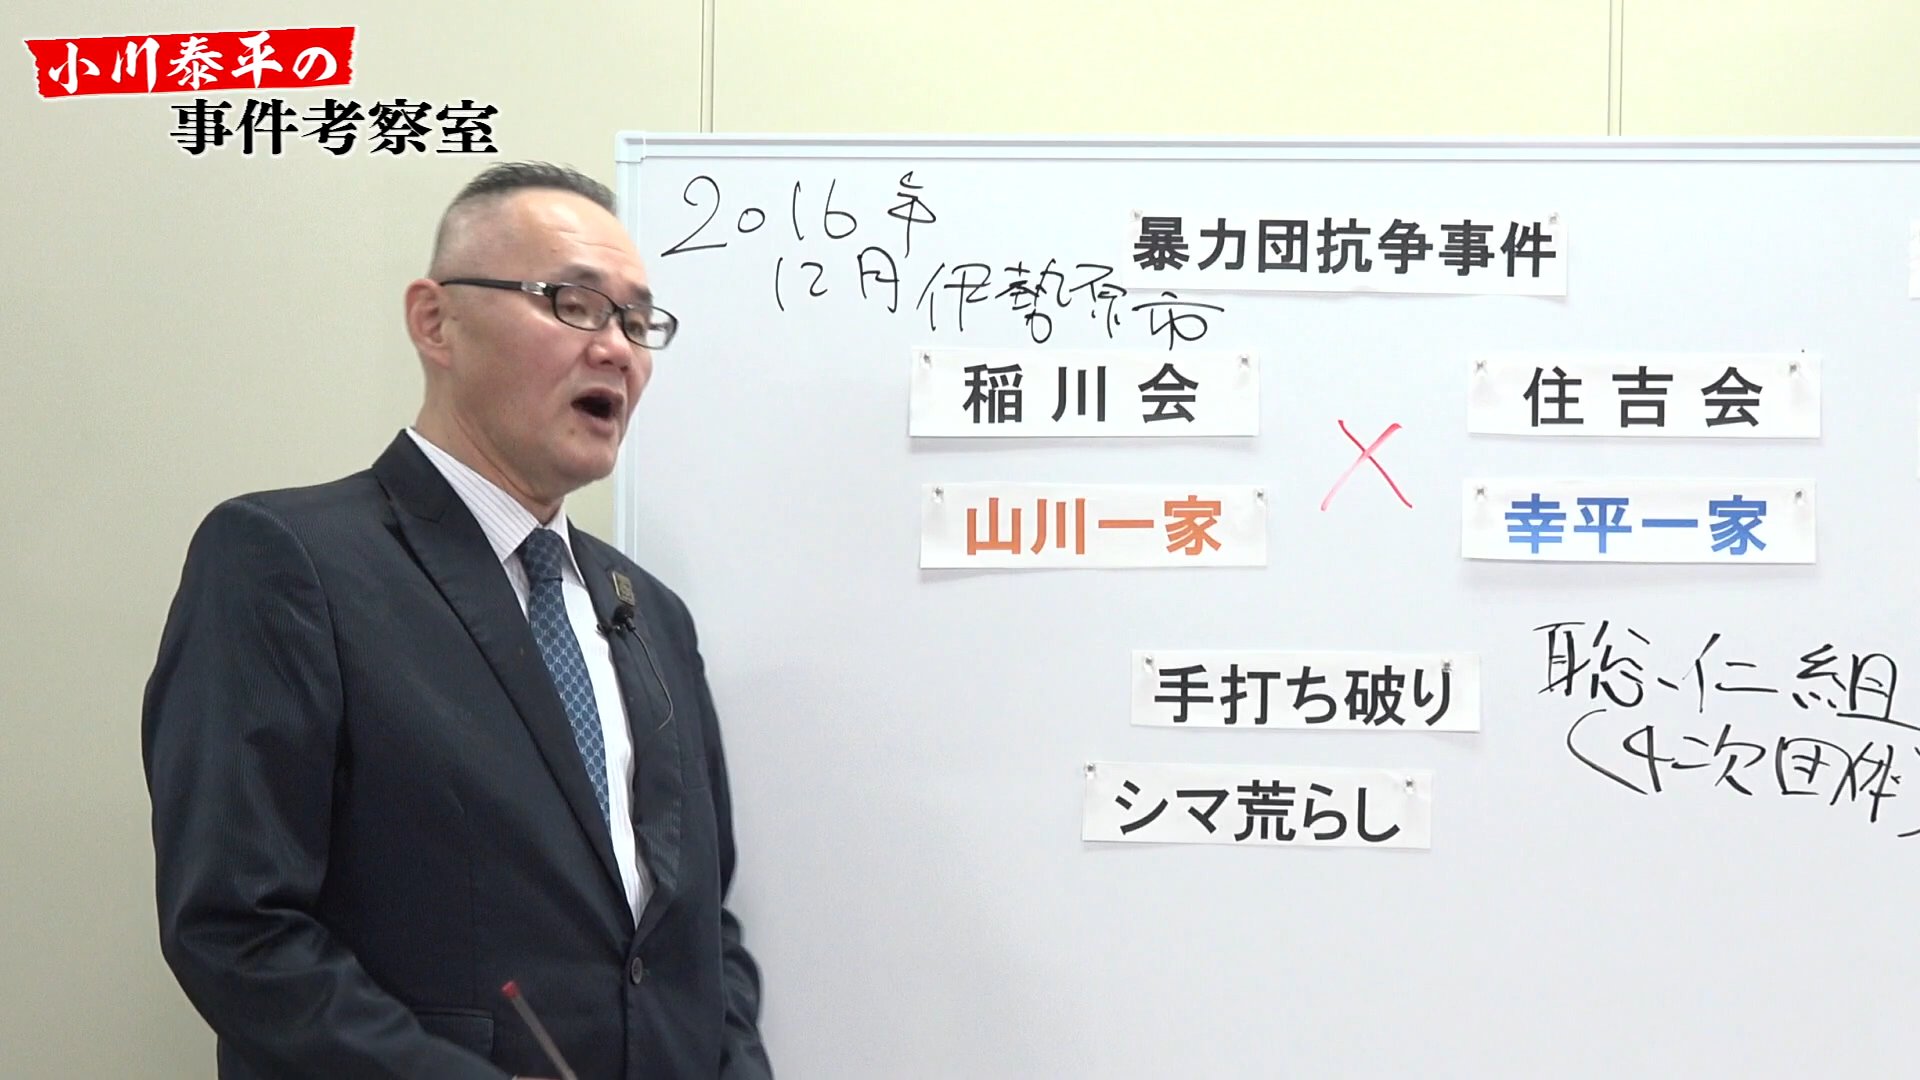 小川泰平の
事件考察室
2016年
12月伊勢原市
暴力団抗争事件
稲川会
住吉会
×
山川一家
幸平一家
手打ち破り
聡仁組
(4次団体)
シマ荒らし